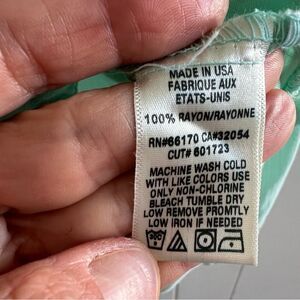 MADE IN USA
FABRIQUE AUX
ETATS-UNIS
100% RAYON/RAYONNE
RN#66170 CA#32054
CUT# 601723
MACHINE WASH COLD
WITH LIKE COLORS USE
ONLY NON-CHLORINE
BLEACH TUMBLE DRY
LOW REMOVE PROMTLY
LOW IRON IF NEEDED